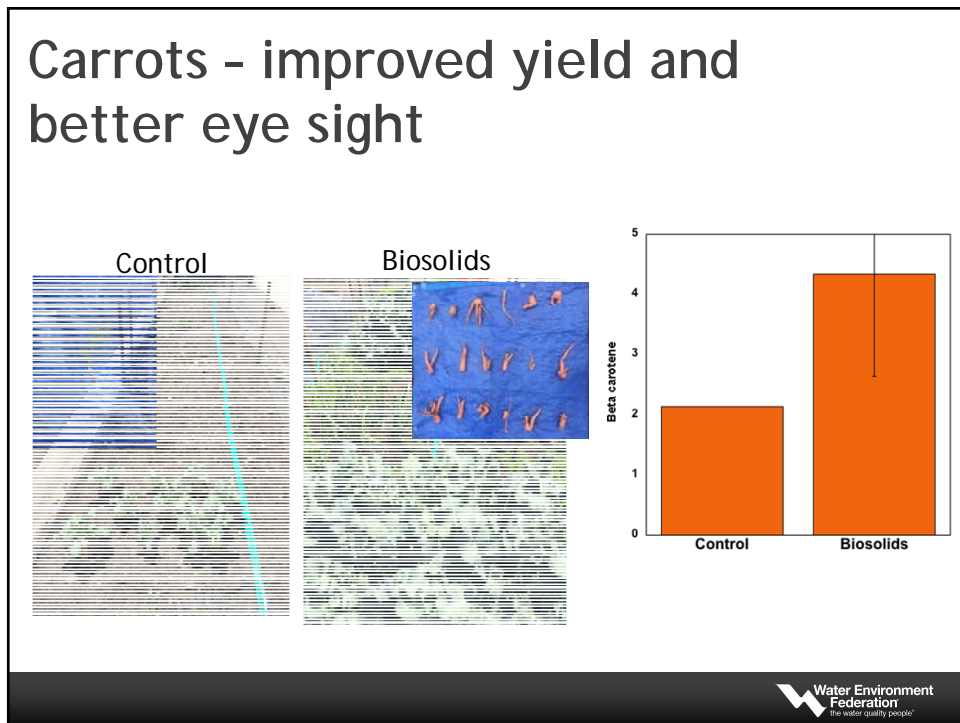 Carrots - improved yield and
better eye sight
Control
Biosolids
Beta carotene
5
4
3
2
1
0
Control
Biosolids
Water Environment
Federation
the water quality people®